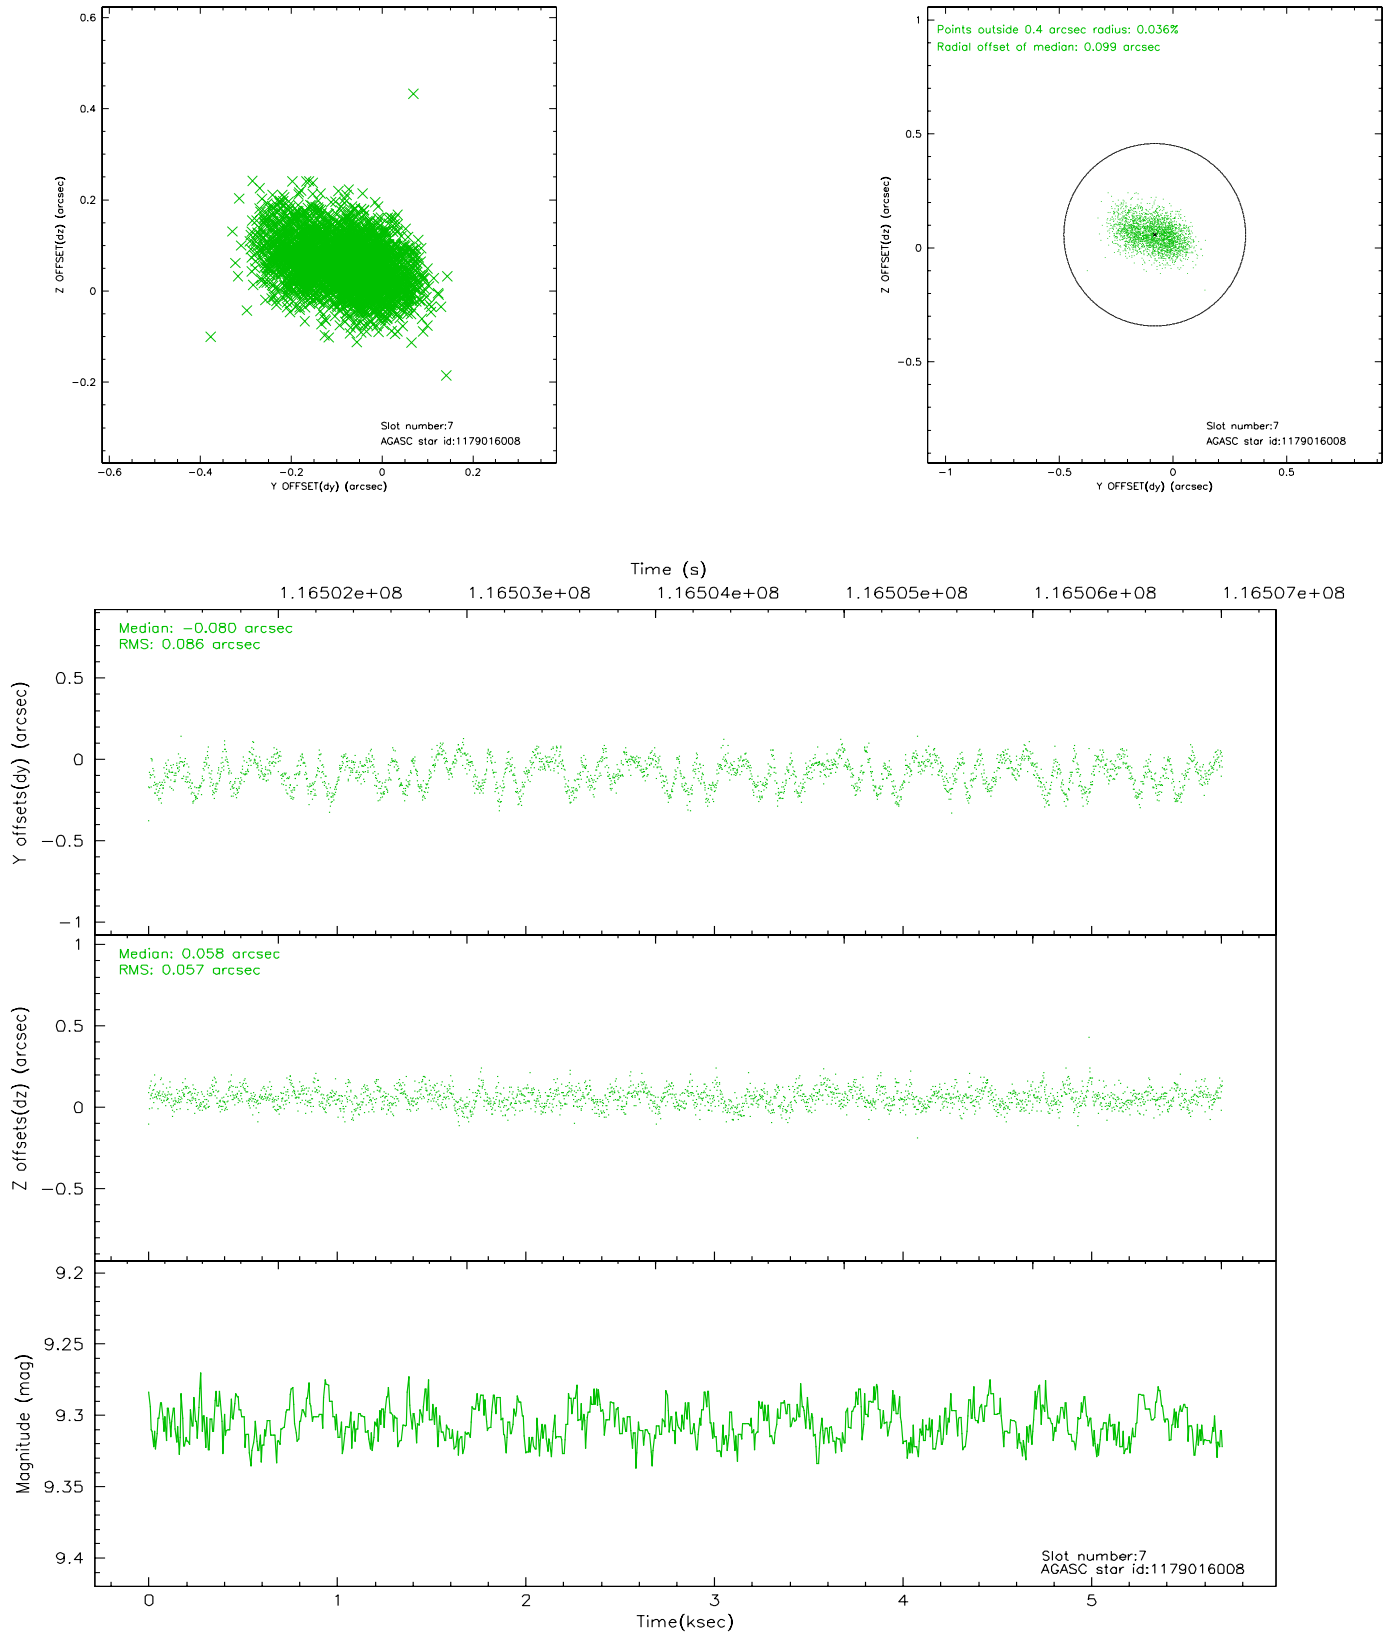 0.6
0.4
0.2
0
−0.2
Z OFFSET(dz) (arcsec)
Slot number:7
AGASC star id:1179016008
−0.6 −0.4 −0.2 0 0.2
Y OFFSET(dy) (arcsec)
Points outside 0.4 arcsec radius: 0.036%
Radial offset of median: 0.099 arcsec
1
0.5
0
−0.5
Z OFFSET(dz) (arcsec)
Slot number:7
AGASC star id:1179016008
−1 −0.5 0 0.5
Y OFFSET(dy) (arcsec)
Time (s)
1.16502e+08 1.16503e+08 1.16504e+08 1.16505e+08 1.16506e+08 1.16507e+08
Median: −0.080 arcsec
RMS: 0.086 arcsec
0.5
0
−0.5
−1
Y offsets(dy) (arcsec)
Median: 0.058 arcsec
RMS: 0.057 arcsec
1
0.5
0
−0.5
Z offsets(dz) (arcsec)
9.2
9.25
9.3
9.35
9.4
Magnitude (mag)
Slot number:7
AGASC star id:1179016008
0 1 2 3 4 5
Time(ksec)